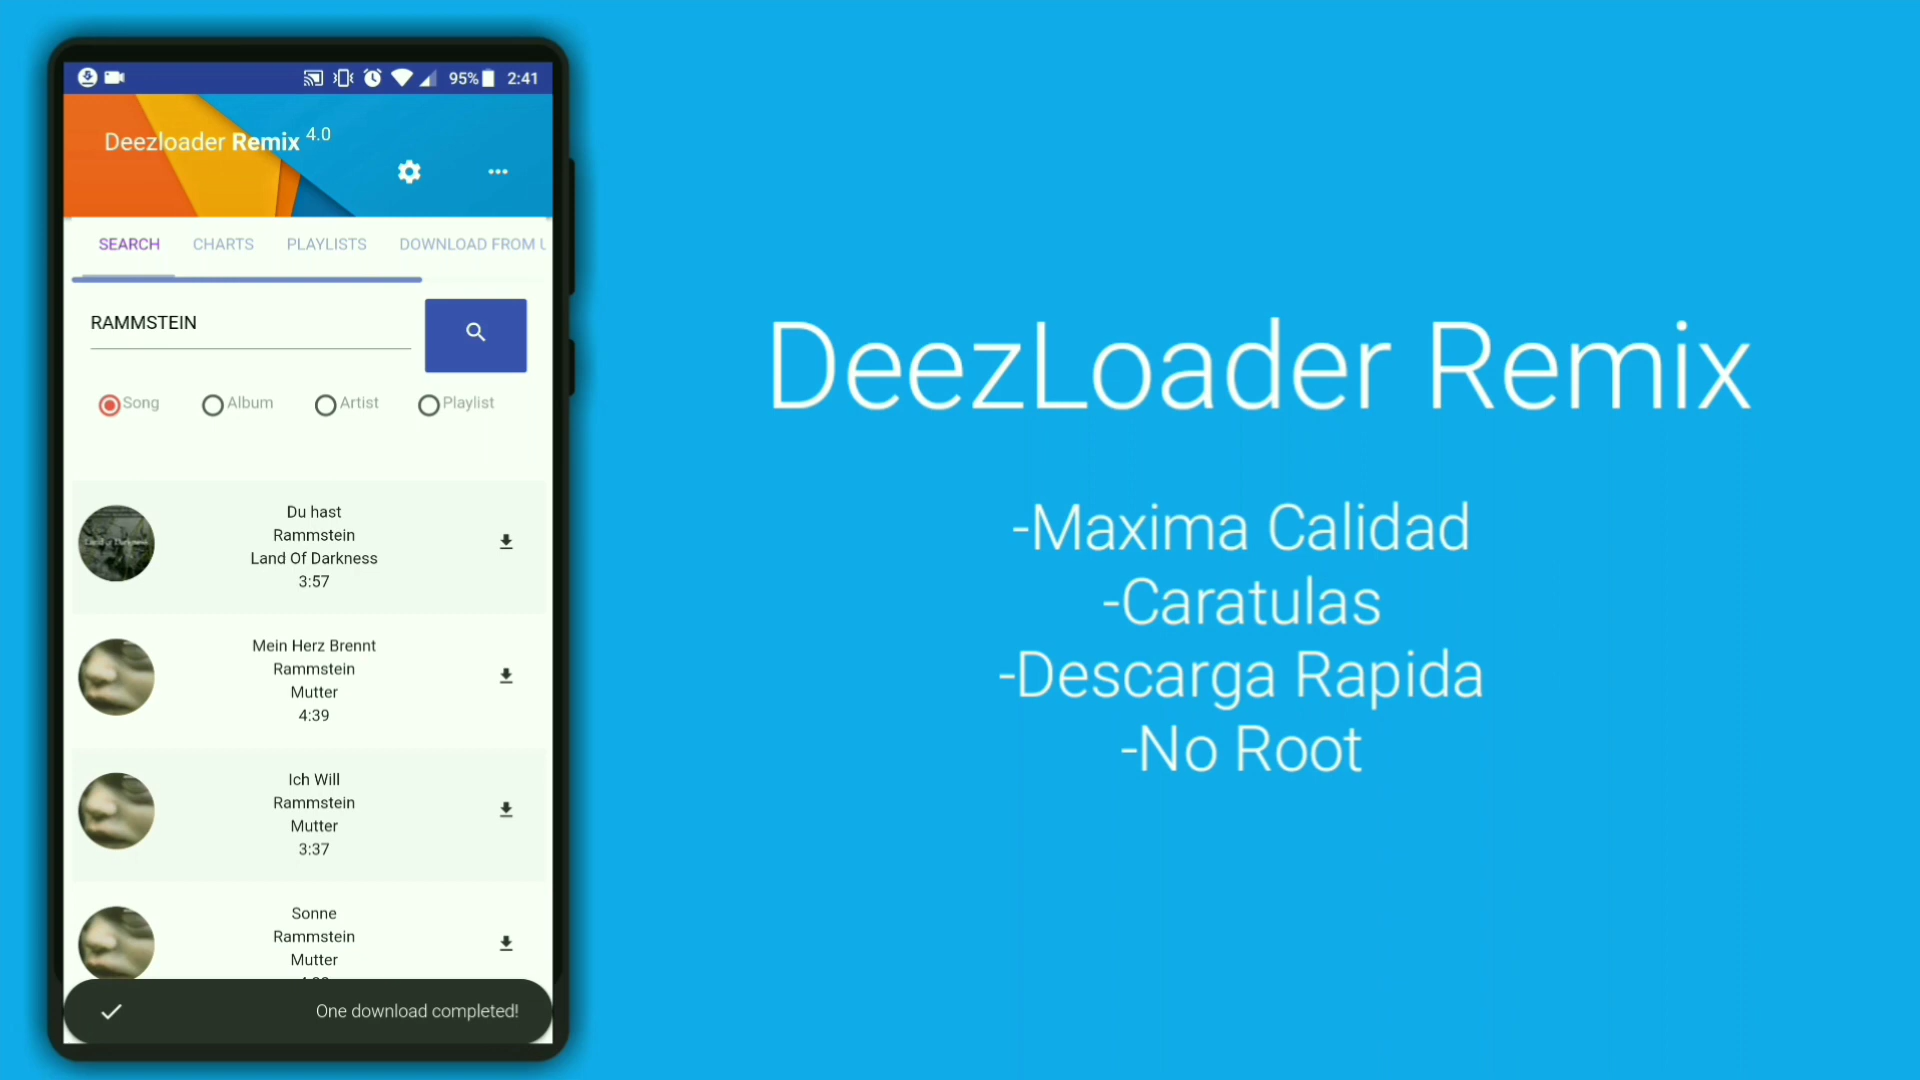 95% 2:41
Deezloader Remix 4.0
SEARCH CHARTS PLAYLISTS DOWNLOAD FROM U
RAMMSTEIN
Song Album Artist Playlist
Du hast
Rammstein
Land Of Darkness
3:57
Mein Herz Brennt
Rammstein
Mutter
4:39
Ich Will
Rammstein
Mutter
3:37
Sonne
Rammstein
Mutter
One download completed!
DeezLoader Remix
-Maxima Calidad
-Caratulas
-Descarga Rapida
-No Root